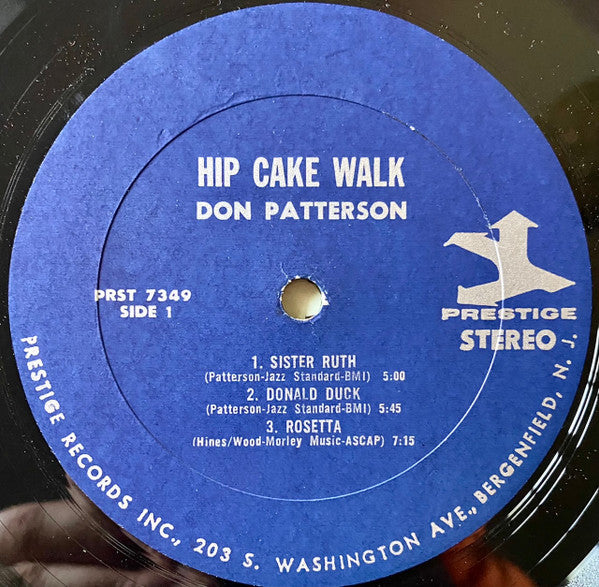 HIP CAKE WALK
DON PATTERSON
PRST 7349
SIDE 1
PRESTIGE
STEREO
1. SISTER RUTH
(Patterson-Jazz Standard-BMI) 5:00
2. DONALD DUCK
(Patterson-Jazz Standard-BMI) 5:45
3. ROSETTA
(Hines/Wood-Morley Music-ASCAP) 7:15
PRESTIGE RECORDS INC., 203 S. WASHINGTON AVE., BERGENFIELD, N. J.